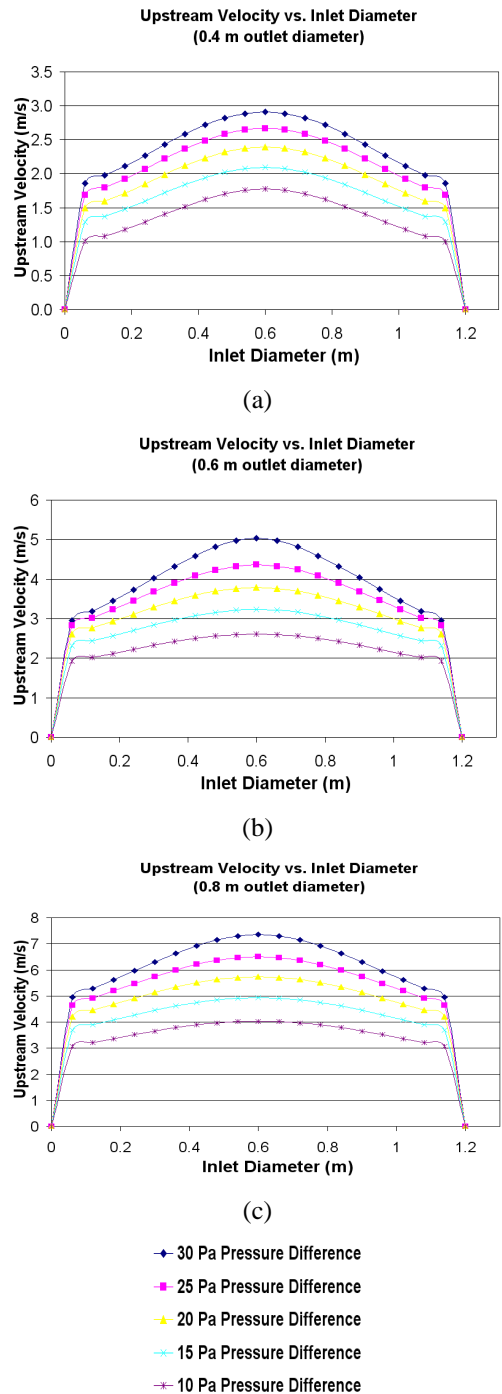 Upstream Velocity vs. Inlet Diameter
(0.4 m outlet diameter)
Upstream Velocity (m/s)
3.5
3.0
2.5
2.0
1.5
1.0
0.5
0.0
0 0.2 0.4 0.6 0.8 1 1.2
Inlet Diameter (m)
(a)
Upstream Velocity vs. Inlet Diameter
(0.6 m outlet diameter)
Upstream Velocity (m/s)
6
5
4
3
2
1
0
0 0.2 0.4 0.6 0.8 1 1.2
Inlet Diameter (m)
(b)
Upstream Velocity vs. Inlet Diameter
(0.8 m outlet diameter)
Upstream Velocity (m/s)
8
7
6
5
4
3
2
1
0
0 0.2 0.4 0.6 0.8 1 1.2
Inlet Diameter (m)
(c)
30 Pa Pressure Difference
25 Pa Pressure Difference
20 Pa Pressure Difference
15 Pa Pressure Difference
10 Pa Pressure Difference